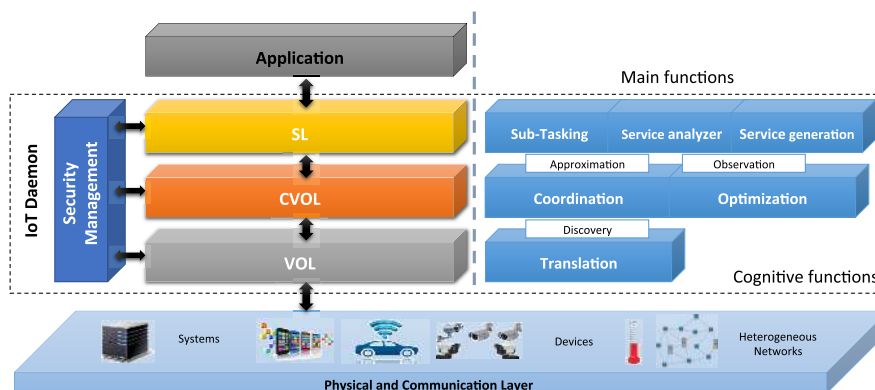 Application
Main functions
IoT Daemon
Security
Management
SL
Sub-Tasking
Service analyzer
Service generation
Approximation
Observation
CVOL
Coordination
Optimization
Discovery
VOL
Translation
Cognitive functions
Systems
Devices
Heterogeneous
Networks
Physical and Communication Layer